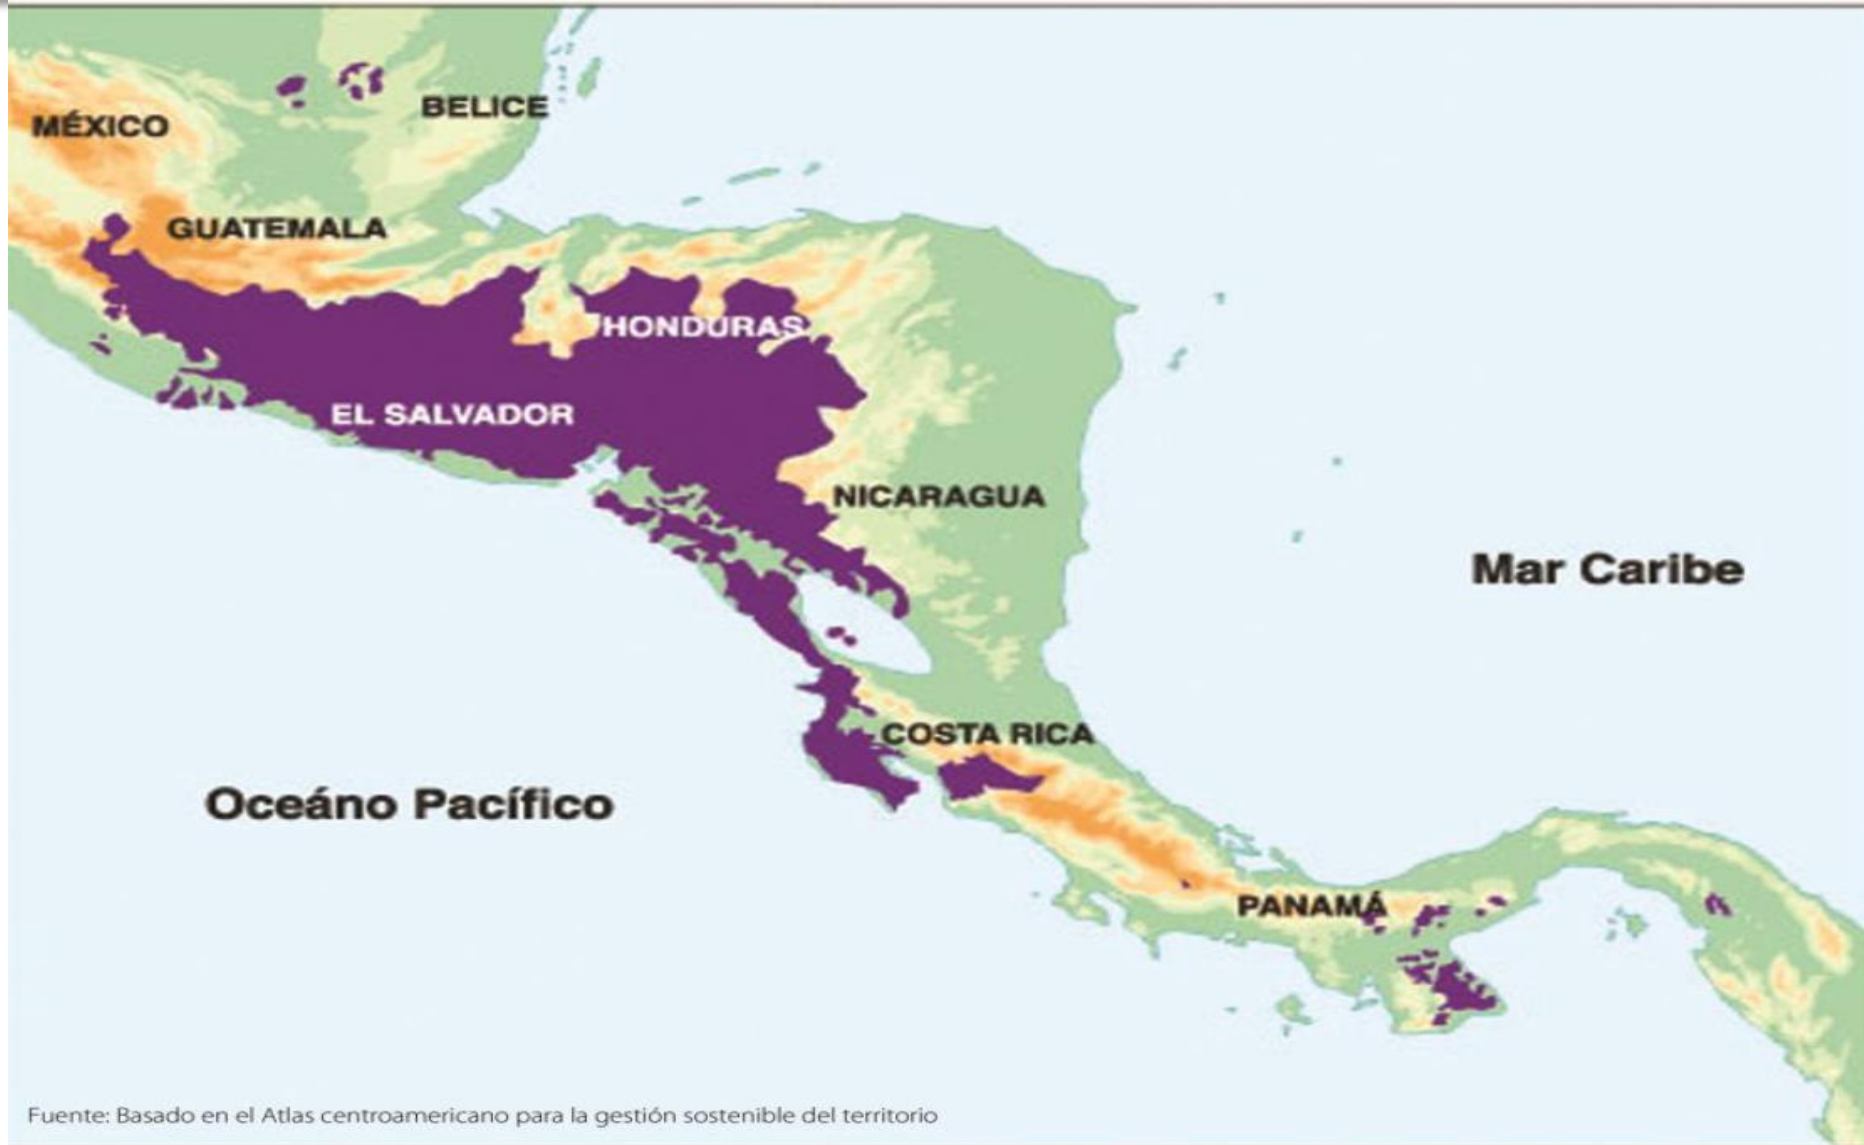 BELICE
MÉXICO
GUATEMALA
HONDURAS
EL SALVADOR
NICARAGUA
Mar Caribe
COSTA RICA
Oceáno Pacífico
PANAMÁ
Fuente: Basado en el Atlas centroamericano para la gestión sostenible del territorio